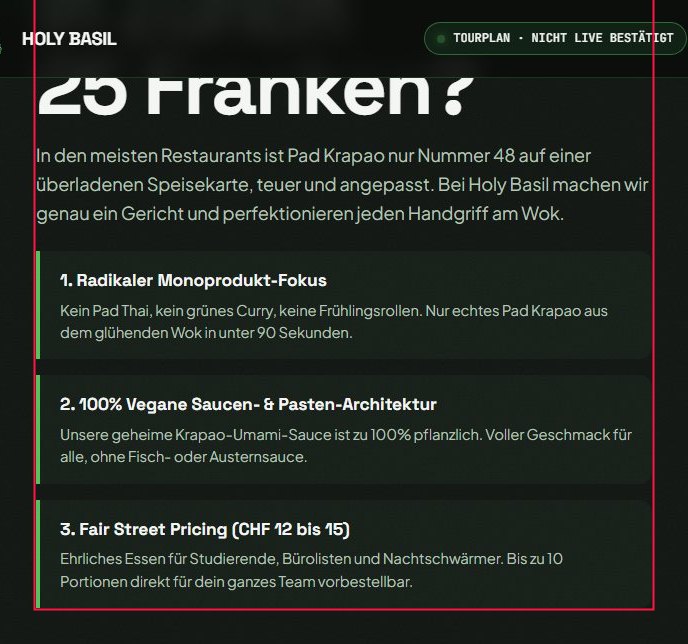 HOLY BASIL
TOURPLAN · NICHT LIVE BESTÄTIGT
25 Franken?
In den meisten Restaurants ist Pad Krapao nur Nummer 48 auf einer
überladenen Speisekarte, teuer und angepasst. Bei Holy Basil machen wir
genau ein Gericht und perfektionieren jeden Handgriff am Wok.
1. Radikaler Monoprodukt-Fokus
Kein Pad Thai, kein grünes Curry, keine Frühlingsrollen. Nur echtes Pad Krapao aus
dem glühenden Wok in unter 90 Sekunden.
2. 100% Vegane Saucen- & Pasten-Architektur
Unsere geheime Krapao-Umami-Sauce ist zu 100% pflanzlich. Voller Geschmack für
alle, ohne Fisch- oder Austernsauce.
3. Fair Street Pricing (CHF 12 bis 15)
Ehrliches Essen für Studierende, Bürolisten und Nachtschwärmer. Bis zu 10
Portionen direkt für dein ganzes Team vorbestellbar.